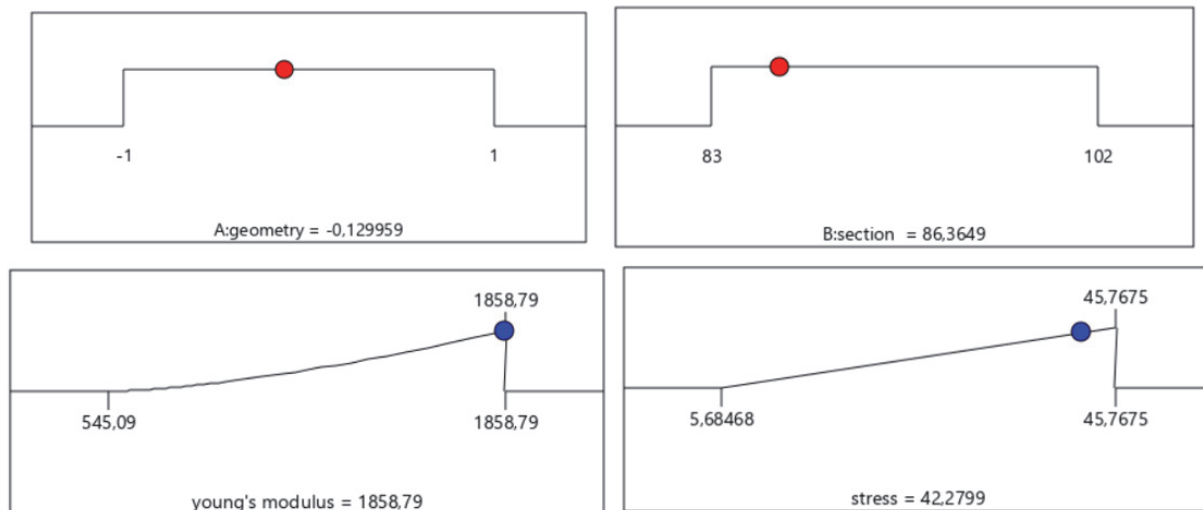 -1 1
A:geometry = -0,129959
83 102
B:section = 86,3649
1858,79
545,09 1858,79
young's modulus = 1858,79
45,7675
5,68468 45,7675
stress = 42,2799